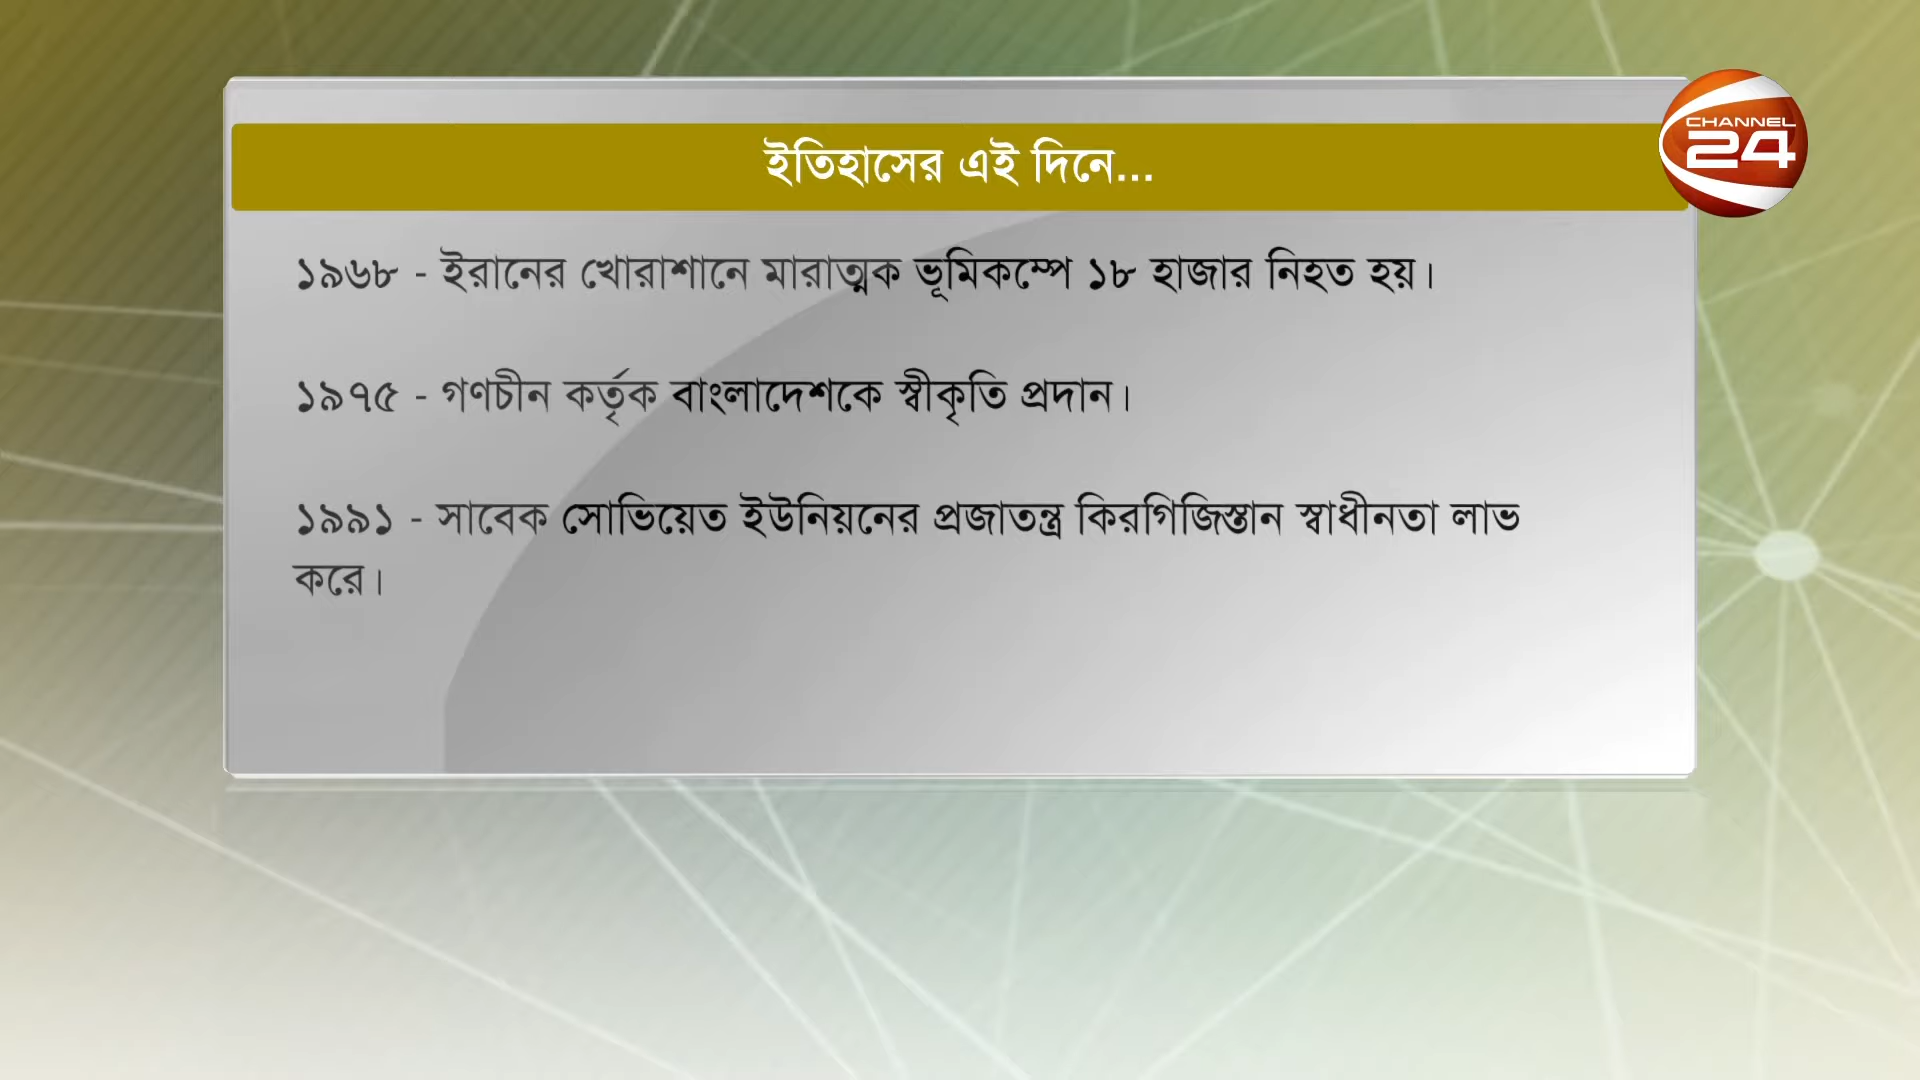 ইতিহাসের এই দিনে...
CHANNEL
24
১৯৬৮ - ইরানের খোরাশানে মারাত্মক ভূমিকম্পে ১৮ হাজার নিহত হয়।
১৯৭৫ - গণচীন কর্তৃক বাংলাদেশকে স্বীকৃতি প্রদান।
১৯৯১ - সাবেক সোভিয়েত ইউনিয়নের প্রজাতন্ত্র কিরগিজিস্তান স্বাধীনতা লাভ
করে।